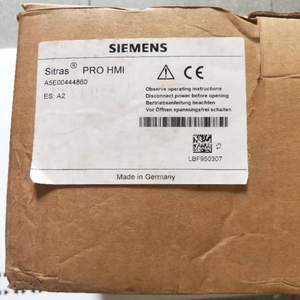 SIEMENS
Sitras® PRO HMI
A5E00444860
ES: A2
CE
Observe operating instructions
Disconnect power before opening
Betriebsanleitung beachten
Vor Öffnen spannungsfrei schalten
13
LBF950307
Made in Germany